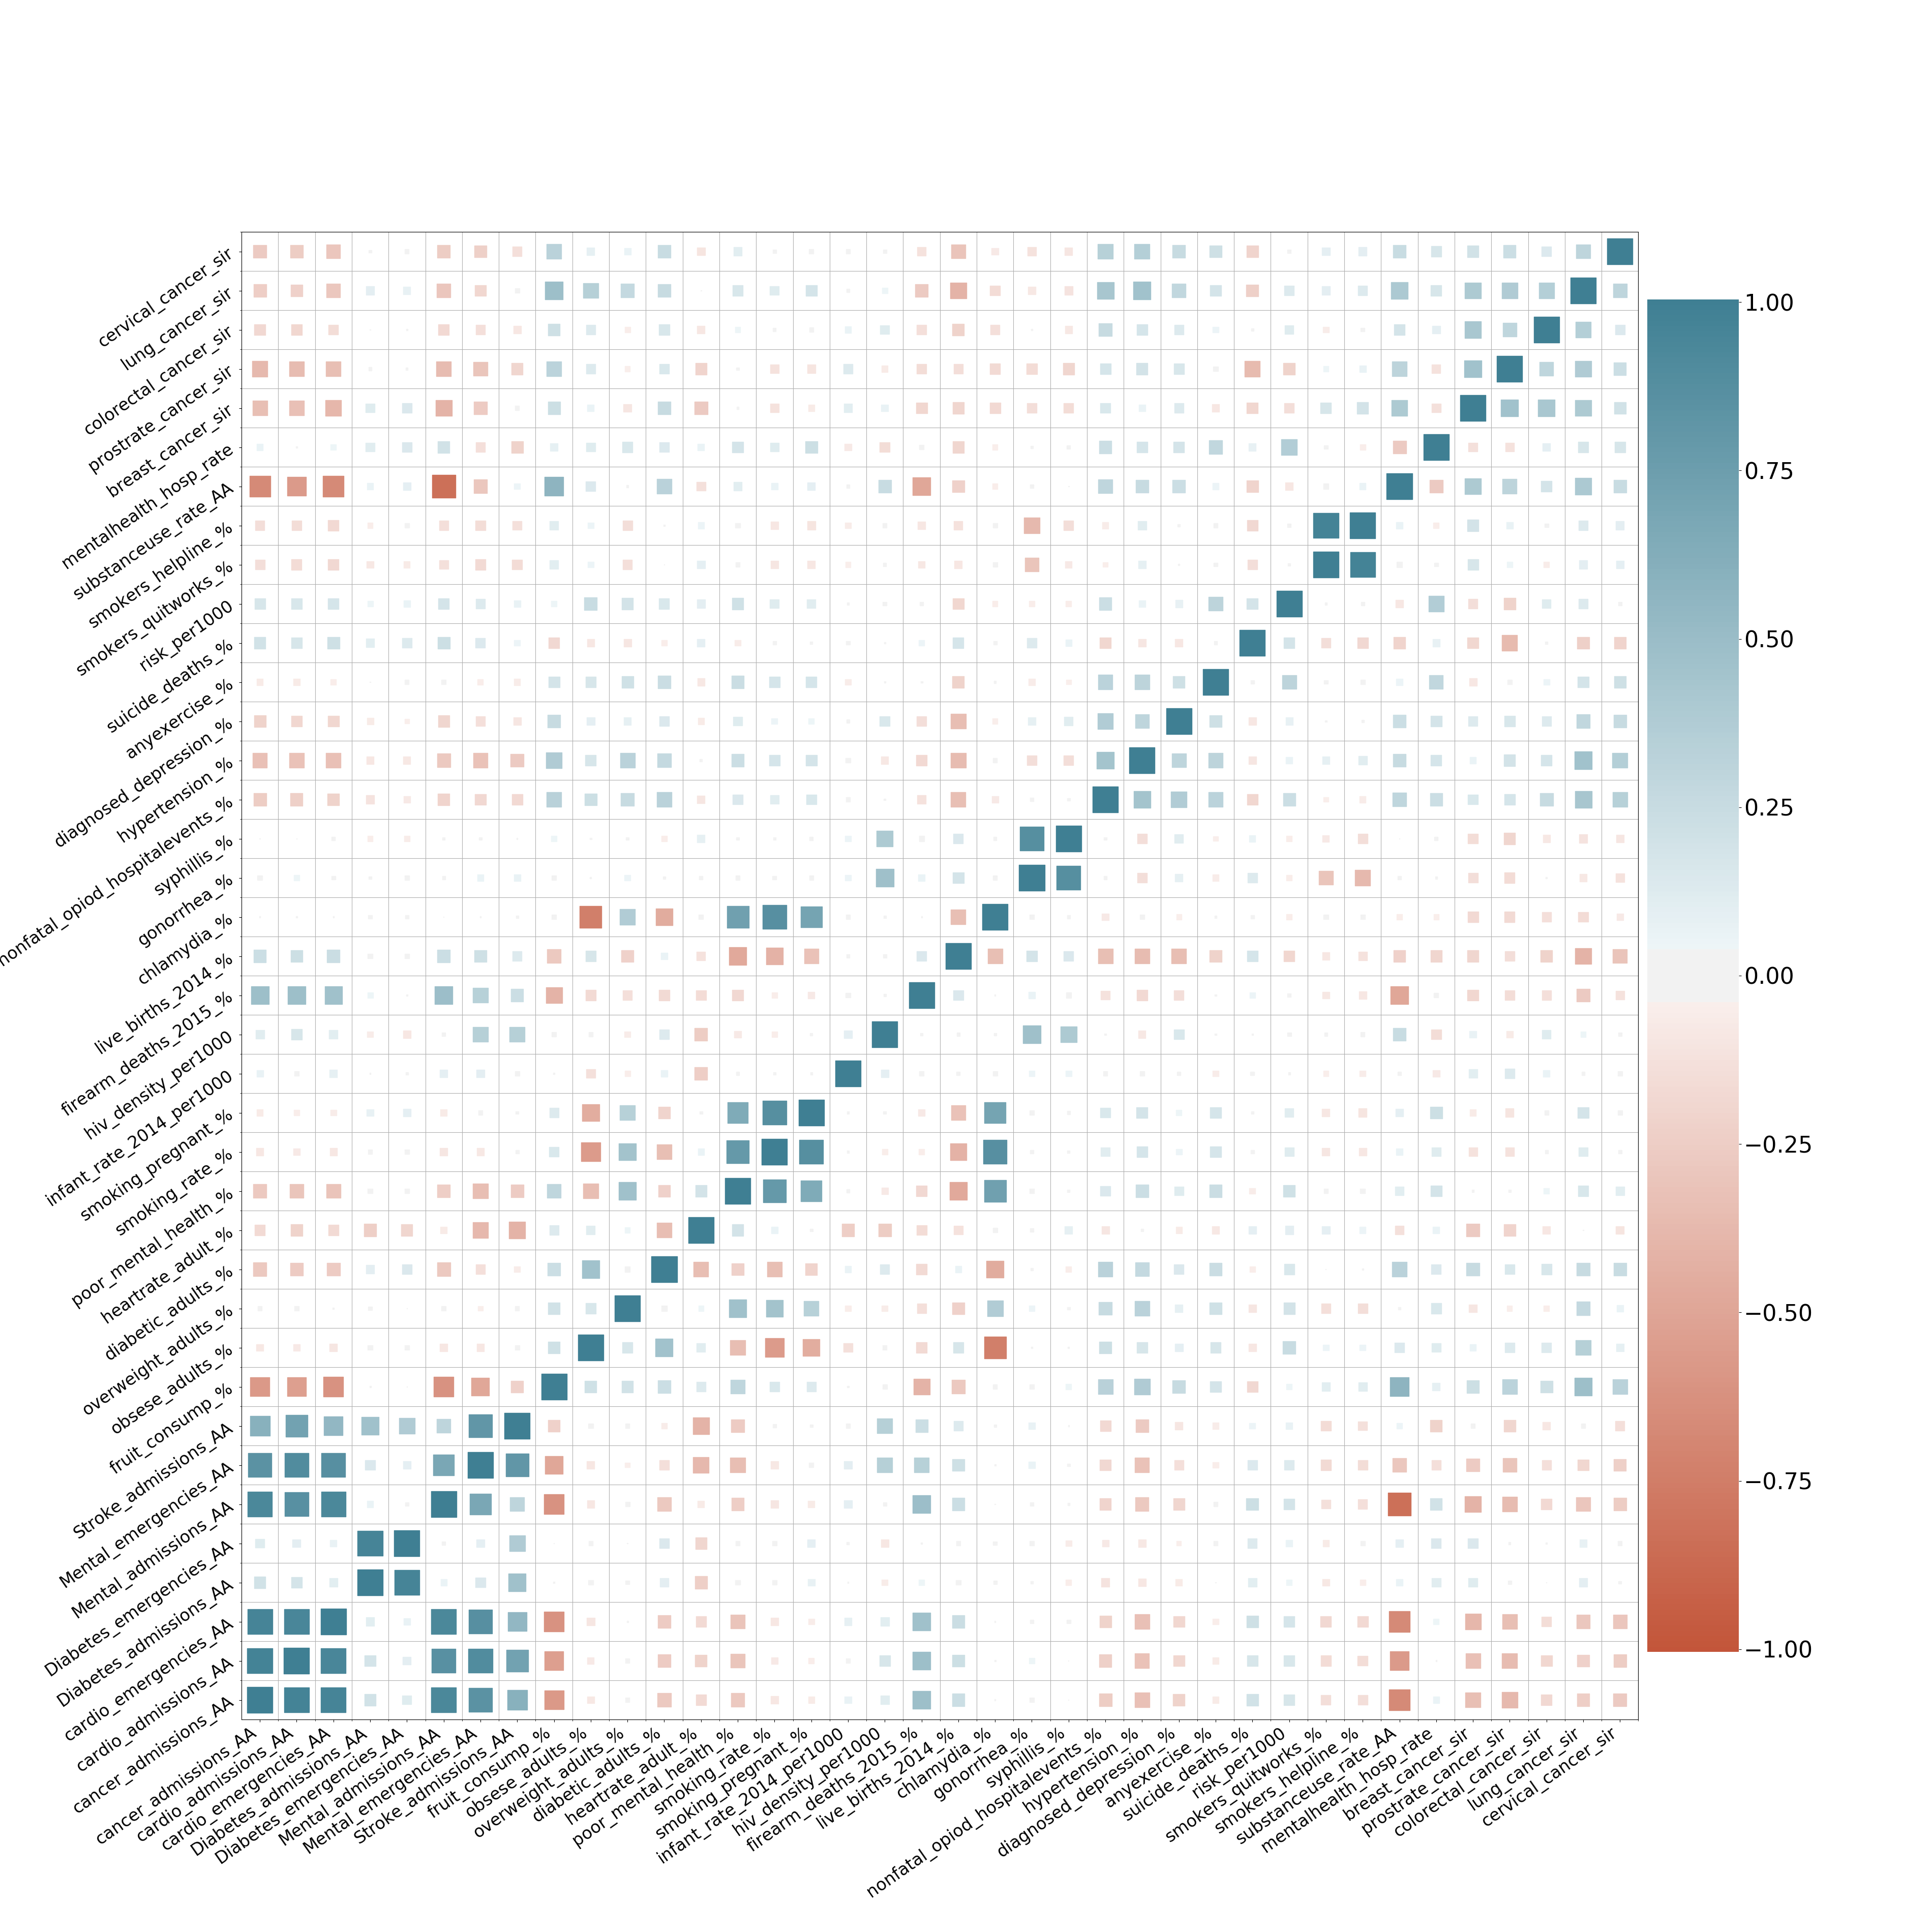 cervical_cancer_sir
lung_cancer_sir
colorectal_cancer_sir
prostrate_cancer_sir
breast_cancer_sir
mentalhealth_hosp_rate
substanceuse_rate_AA
smokers_helpline_%
smokers_quitworks_%
risk_per1000
suicide_deaths_%
anyexercise_%
diagnosed_depression_%
hypertension_%
nonfatal_opiod_hospitalevents_%
syphillis_%
gonorrhea_%
chlamydia_%
live_births_2014_%
firearm_deaths_2015_%
hiv_density_per1000
infant_rate_2014_per1000
smoking_pregnant_%
smoking_rate_%
poor_mental_health_%
heartrate_adult_%
diabetic_adults_%
overweight_adults_%
obsese_adults_%
fruit_consump_%
Stroke_admissions_AA
Mental_emergencies_AA
Mental_admissions_AA
Diabetes_emergencies_AA
Diabetes_admissions_AA
cardio_emergencies_AA
cardio_admissions_AA
cancer_admissions_AA
cancer_admissions_AA
cardio_admissions_AA
cardio_emergencies_AA
Diabetes_admissions_AA
Diabetes_emergencies_AA
Mental_admissions_AA
Mental_emergencies_AA
Stroke_admissions_AA
fruit_consump_%
obsese_adults_%
overweight_adults_%
diabetic_adults_%
heartrate_adult_%
poor_mental_health_%
smoking_rate_%
smoking_pregnant_%
infant_rate_2014_per1000
hiv_density_per1000
firearm_deaths_2015_%
live_births_2014_%
chlamydia_%
gonorrhea_%
syphillis_%
nonfatal_opiod_hospitalevents_%
hypertension_%
diagnosed_depression_%
anyexercise_%
suicide_deaths_%
risk_per1000
smokers_quitworks_%
smokers_helpline_%
substanceuse_rate_AA
mentalhealth_hosp_rate
breast_cancer_sir
prostrate_cancer_sir
colorectal_cancer_sir
lung_cancer_sir
cervical_cancer_sir
1.00
0.75
0.50
0.25
0.00
−0.25
−0.50
−0.75
−1.00